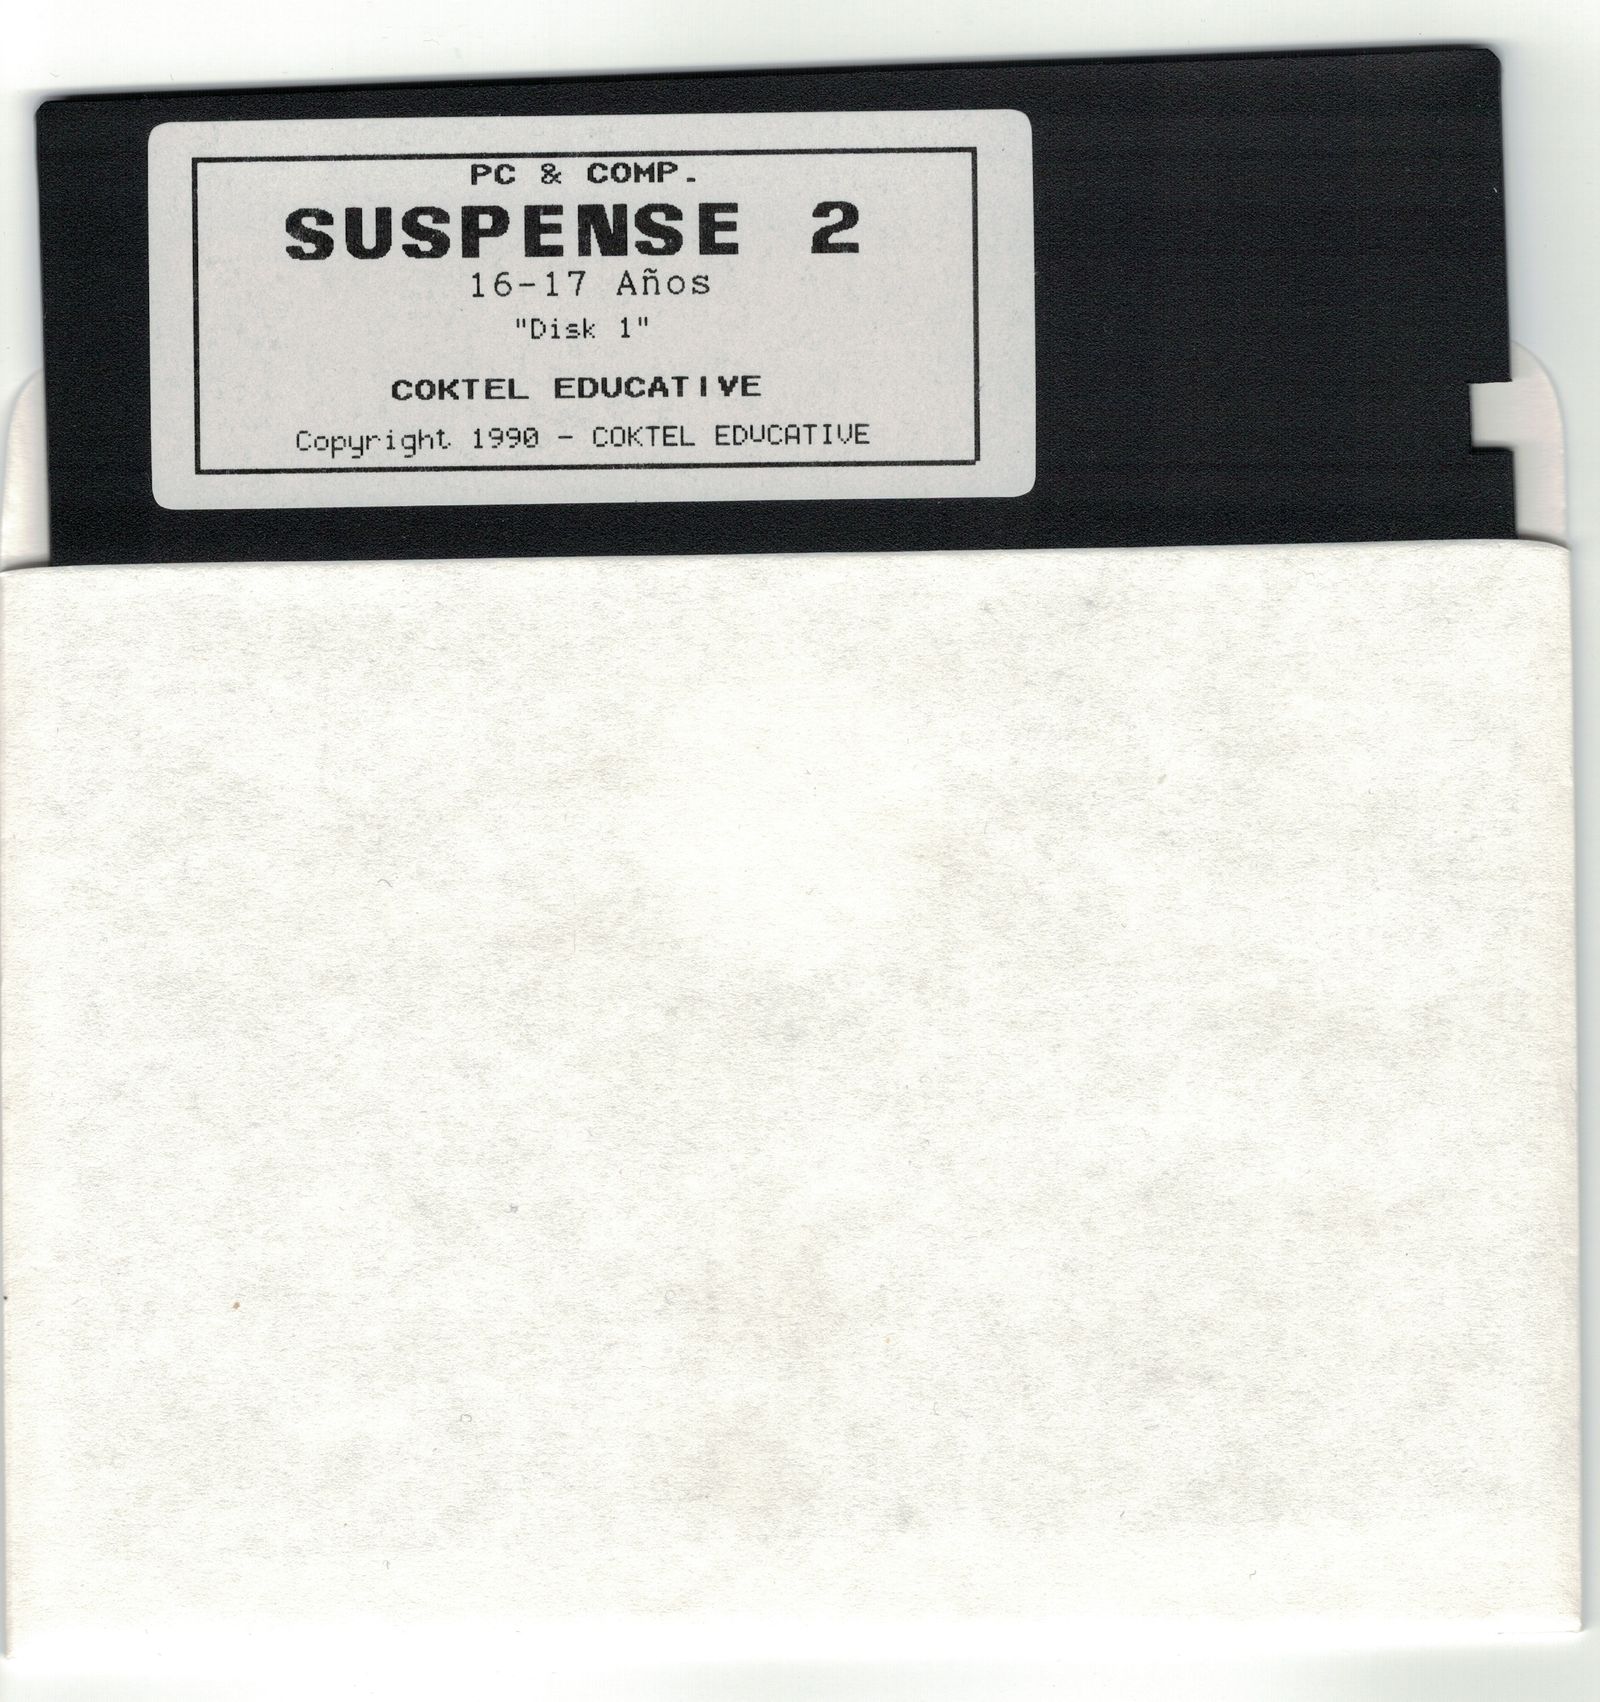 PC & COMP.
SUSPENSE 2
16-17 Años
"Disk 1"
COKTEL EDUCATIVE
Copyright 1990 - COKTEL EDUCATIVE